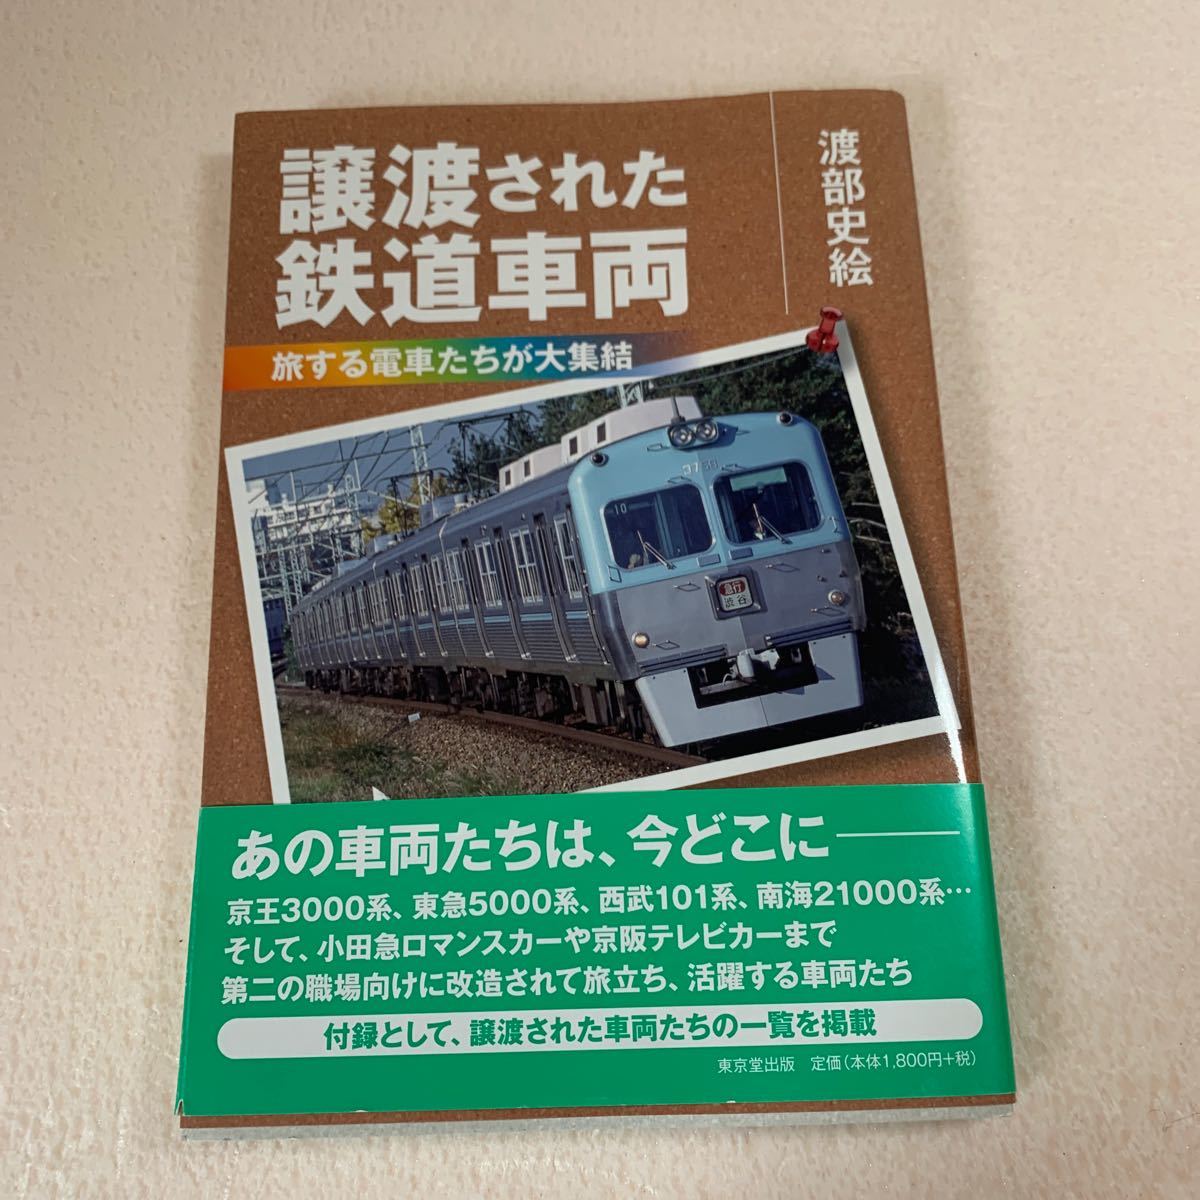 譲渡された
鉄道車両
渡部史絵
旅する電車たちが大集結
10
急行
渋谷
あの車両たちは、今どこに――
京王3000系、東急5000系、西武101系、南海21000系…
そして、小田急ロマンスカーや京阪テレビカーまで
第二の職場向けに改造されて旅立ち、活躍する車両たち
付録として、譲渡された車両たちの一覧を掲載
東京堂出版 定価（本体1,800円+税）